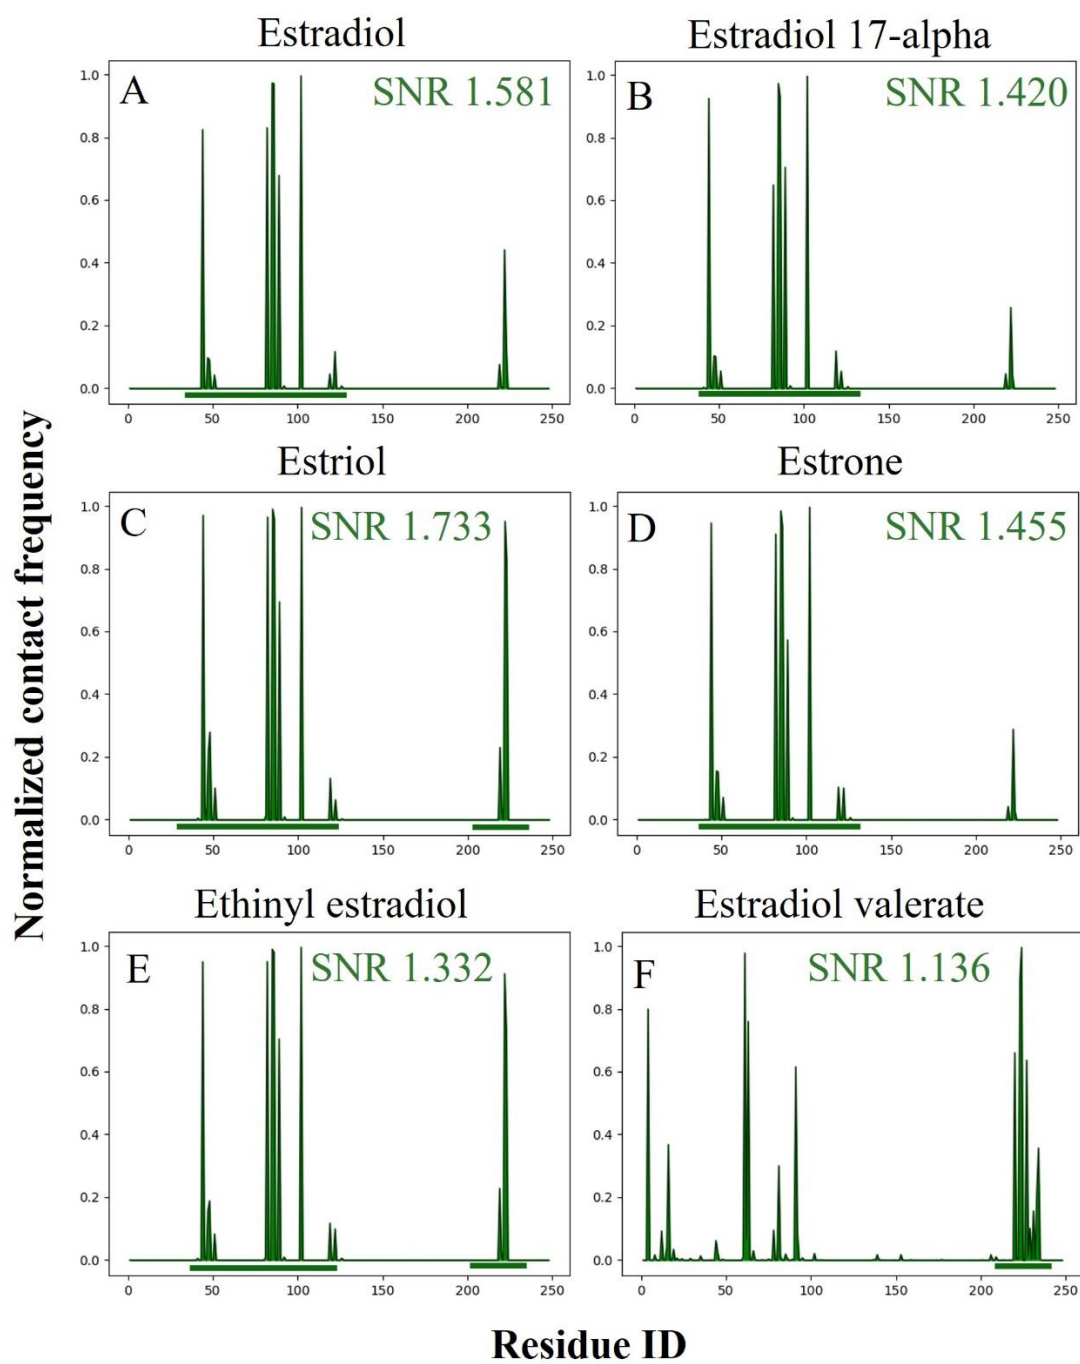 Estradiol
A
SNR 1.581
1.0
0.8
0.6
0.4
0.2
0.0
0 50 100 150 200 250
Estradiol 17-alpha
B
SNR 1.420
1.0
0.8
0.6
0.4
0.2
0.0
0 50 100 150 200 250
Estriol
C
SNR 1.733
1.0
0.8
0.6
0.4
0.2
0.0
0 50 100 150 200 250
Estrone
D
SNR 1.455
1.0
0.8
0.6
0.4
0.2
0.0
0 50 100 150 200 250
Ethinyl estradiol
E
SNR 1.332
1.0
0.8
0.6
0.4
0.2
0.0
0 50 100 150 200 250
Estradiol valerate
F
SNR 1.136
1.0
0.8
0.6
0.4
0.2
0.0
0 50 100 150 200 250
Normalized contact frequency
Residue ID